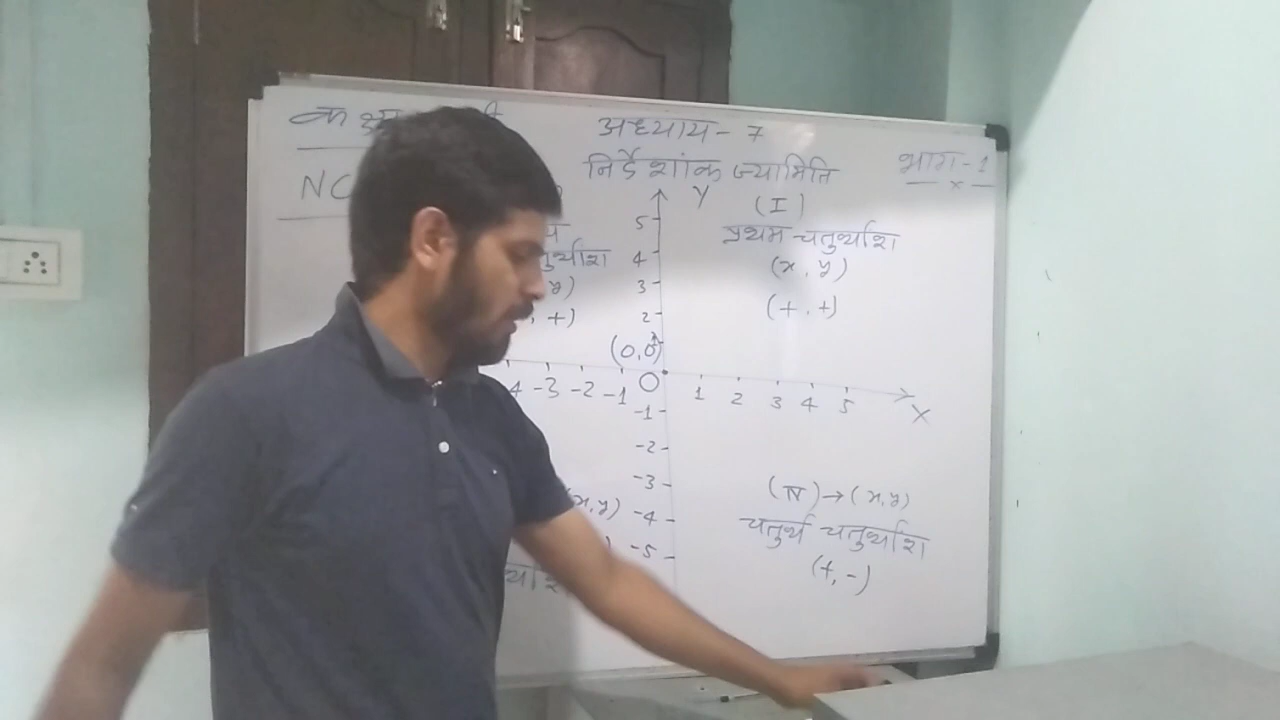 अध्याय - 7
निर्देशांक ज्यामिति
भाग - 1
NC
Y
(I)
प्रथम चतुर्थांश
(x, y)
(+, +)
y)
, +)
5
4
3
2
(0,0)
O
-3 -2 -1
1 2 3 4 5
X
-1
-2
-3
-4
-5
(x, y)
(IV) → (x, y)
चतुर्थ चतुर्थांश
(+, -)